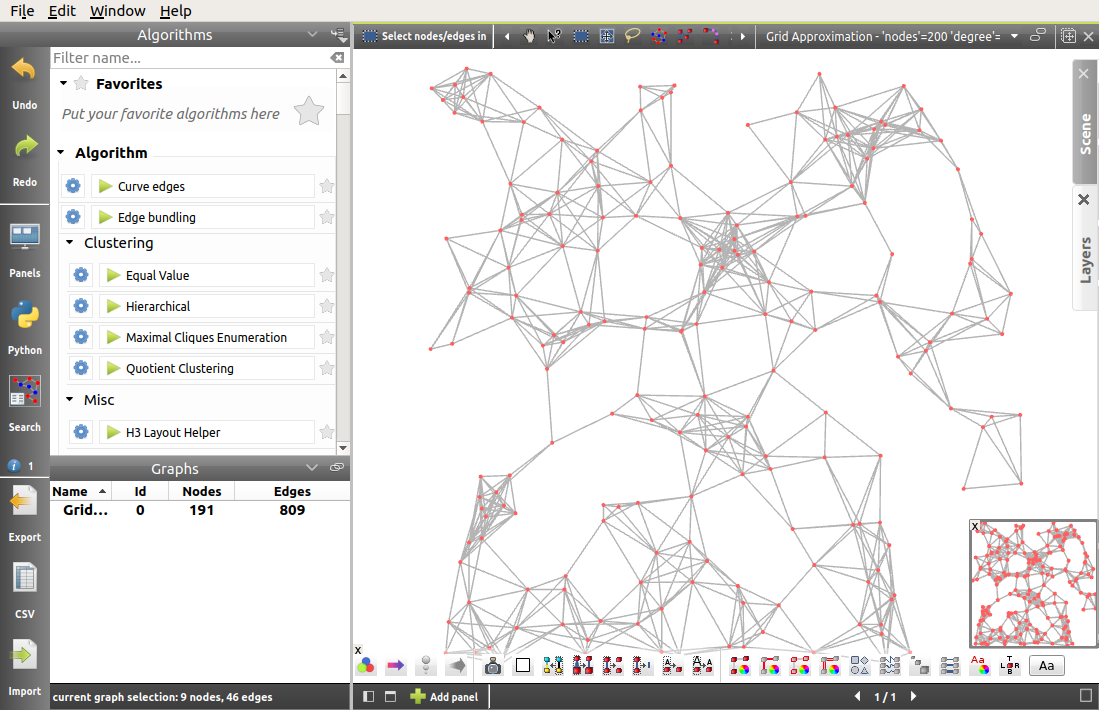 File Edit Window Help
Algorithms
Select nodes/edges in
Grid Approximation - 'nodes'=200 'degree'=
Undo
Redo
Panels
Python
Search
1
Export
CSV
Import
Filter name...
Favorites
Put your favorite algorithms here
Algorithm
Curve edges
Edge bundling
Clustering
Equal Value
Hierarchical
Maximal Cliques Enumeration
Quotient Clustering
Misc
H3 Layout Helper
Graphs
Name Id Nodes Edges
Grid... 0 191 809
current graph selection: 9 nodes, 46 edges
Scene
Layers
X
X
A A
A A
Aa
T
L B R
Aa
Add panel
1 / 1